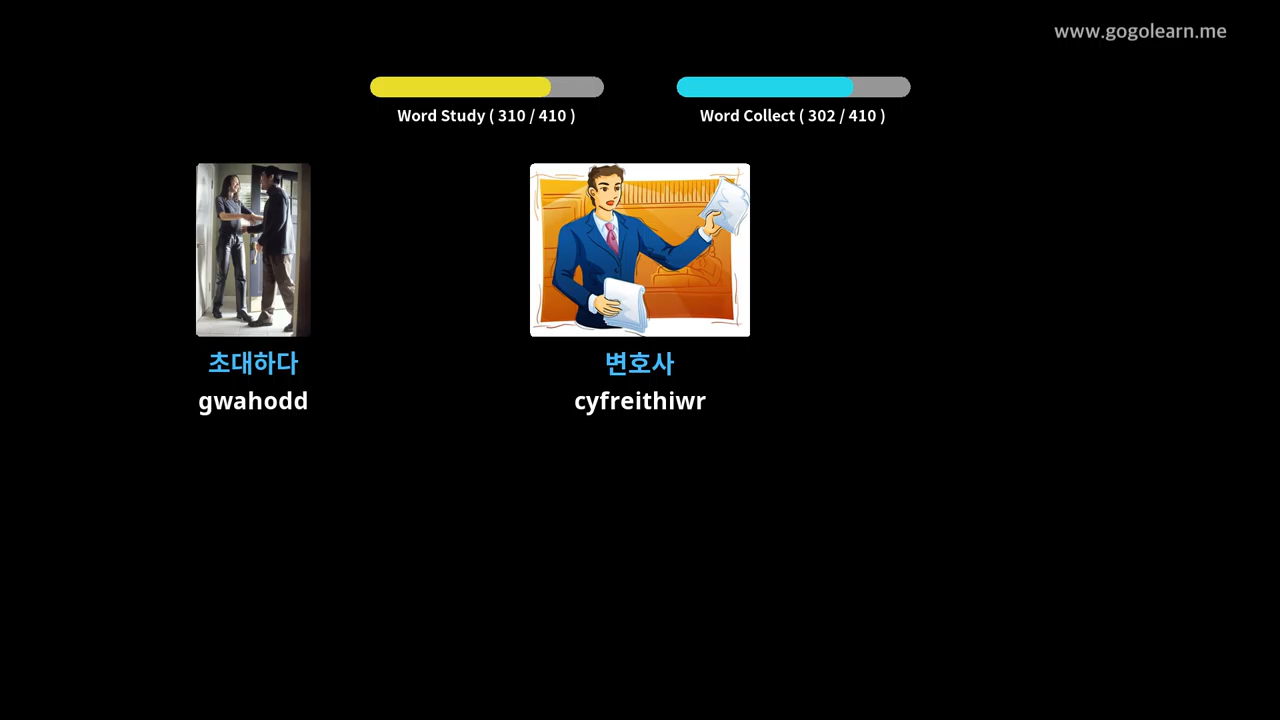 www.gogolearn.me
Word Study ( 310 / 410 )
Word Collect ( 302 / 410 )
초대하다
변호사
gwahodd
cyfreithiwr